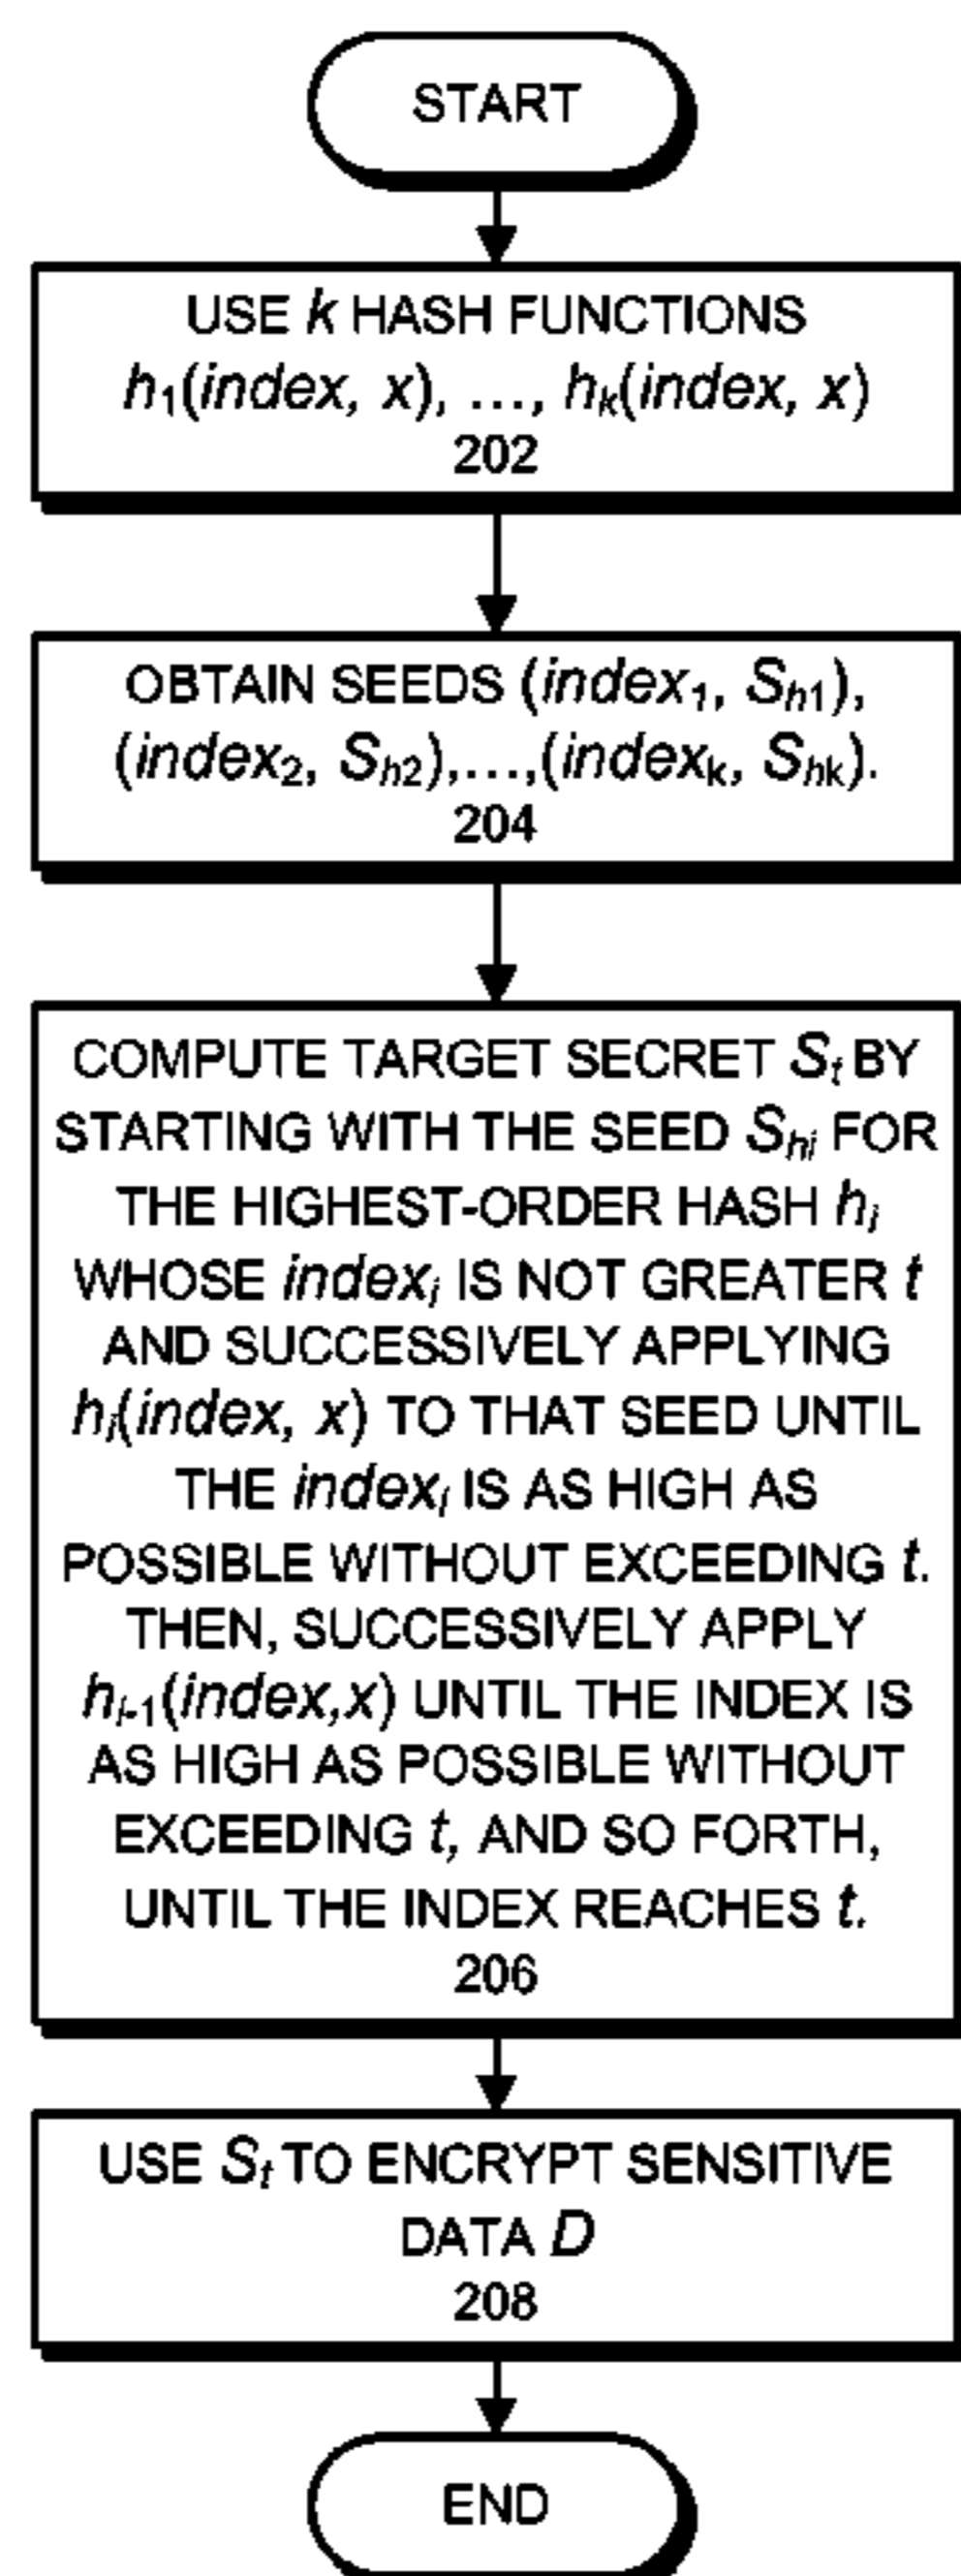 START
USE k HASH FUNCTIONS
h₁(index, x), ..., hₖ(index, x)
202
OBTAIN SEEDS (index₁, Sₕ₁),
(index₂, Sₕ₂),...,(indexₖ, Sₕₖ).
204
COMPUTE TARGET SECRET Sₜ BY
STARTING WITH THE SEED Sₕᵢ FOR
THE HIGHEST-ORDER HASH hᵢ
WHOSE indexᵢ IS NOT GREATER t
AND SUCCESSIVELY APPLYING
hᵢ(index, x) TO THAT SEED UNTIL
THE indexᵢ IS AS HIGH AS
POSSIBLE WITHOUT EXCEEDING t.
THEN, SUCCESSIVELY APPLY
hᵢ₋₁(index,x) UNTIL THE INDEX IS
AS HIGH AS POSSIBLE WITHOUT
EXCEEDING t, AND SO FORTH,
UNTIL THE INDEX REACHES t.
206
USE Sₜ TO ENCRYPT SENSITIVE
DATA D
208
END